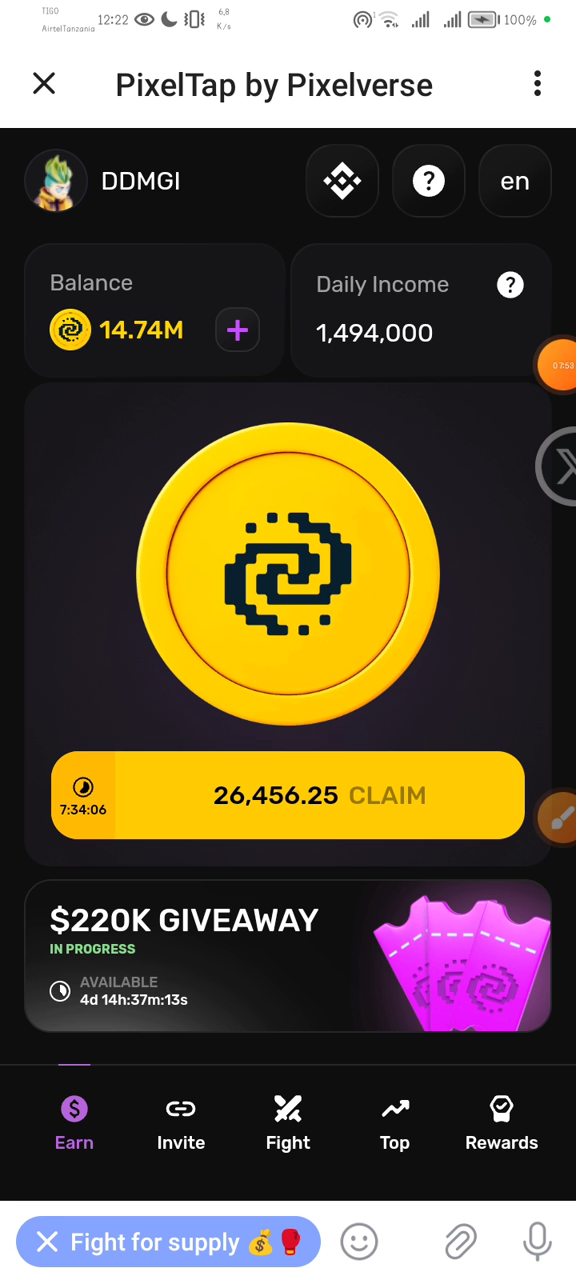 TIGO
AirtelTanzania
12:22
6,8
K/s
100%
PixelTap by Pixelverse
DDMGI
?
en
Balance
14.74M
+
Daily Income
?
1,494,000
07:53
7:34:06
26,456.25 CLAIM
$220K GIVEAWAY
IN PROGRESS
AVAILABLE
4d 14h:37m:13s
$
Earn
Invite
Fight
Top
Rewards
Fight for supply 💰🥊